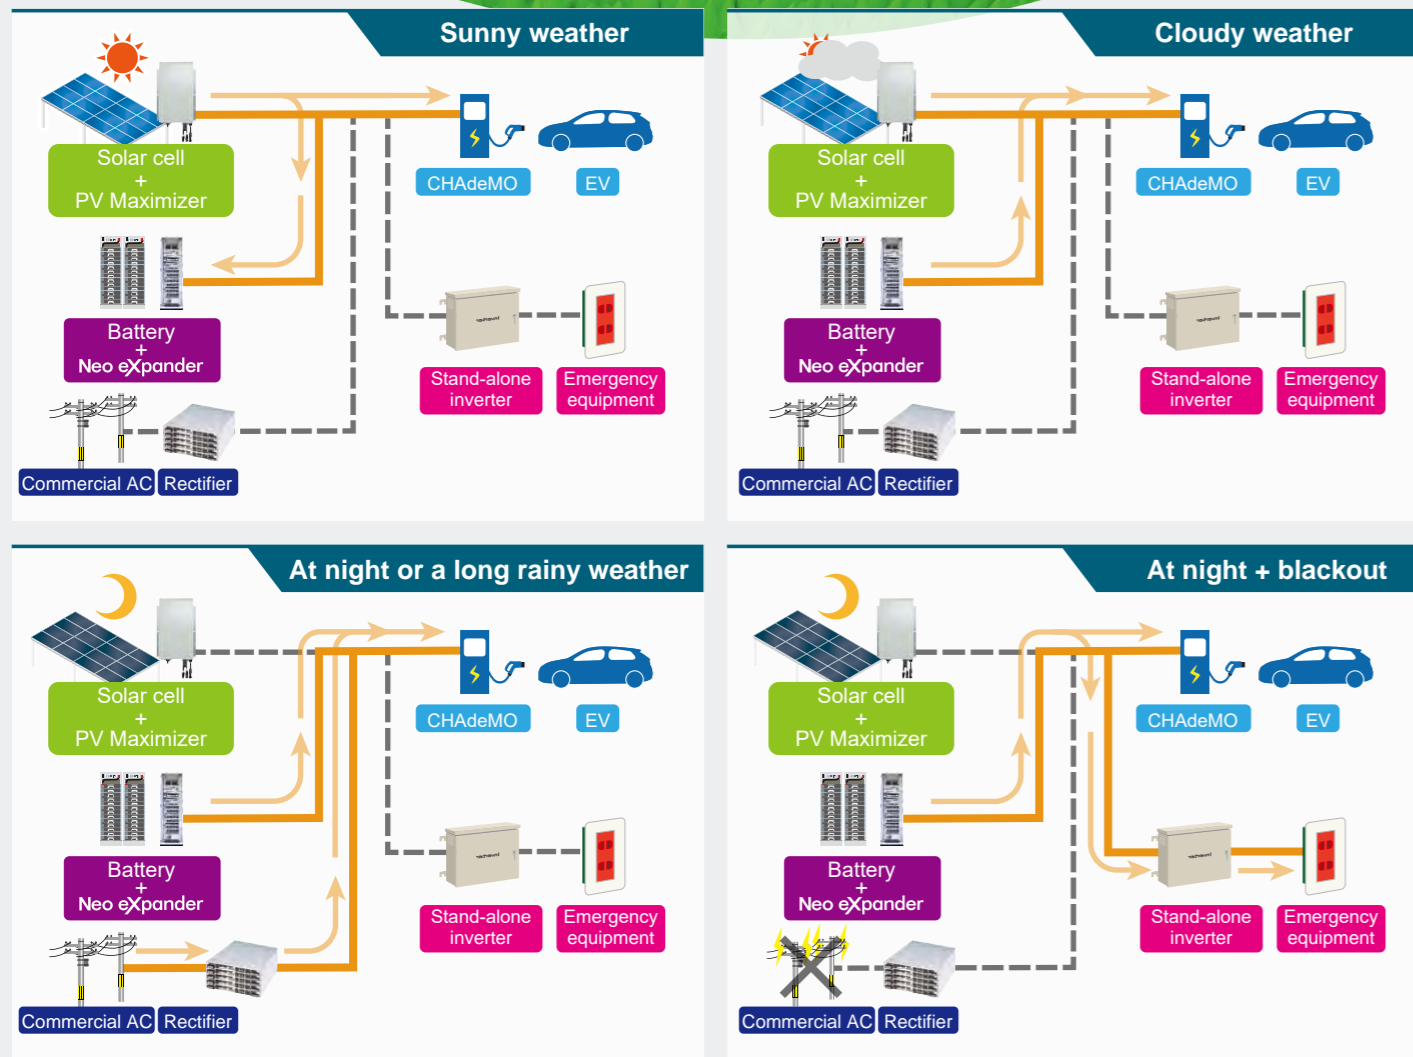 Sunny weather
Solar cell
+
PV Maximizer
CHAdeMO
EV
Battery
+
Neo eXpander
Stand-alone
inverter
Emergency
equipment
Commercial AC
Rectifier
Cloudy weather
Solar cell
+
PV Maximizer
CHAdeMO
EV
Battery
+
Neo eXpander
Stand-alone
inverter
Emergency
equipment
Commercial AC
Rectifier
At night or a long rainy weather
Solar cell
+
PV Maximizer
CHAdeMO
EV
Battery
+
Neo eXpander
Stand-alone
inverter
Emergency
equipment
Commercial AC
Rectifier
At night + blackout
Solar cell
+
PV Maximizer
CHAdeMO
EV
Battery
+
Neo eXpander
Stand-alone
inverter
Emergency
equipment
Commercial AC
Rectifier